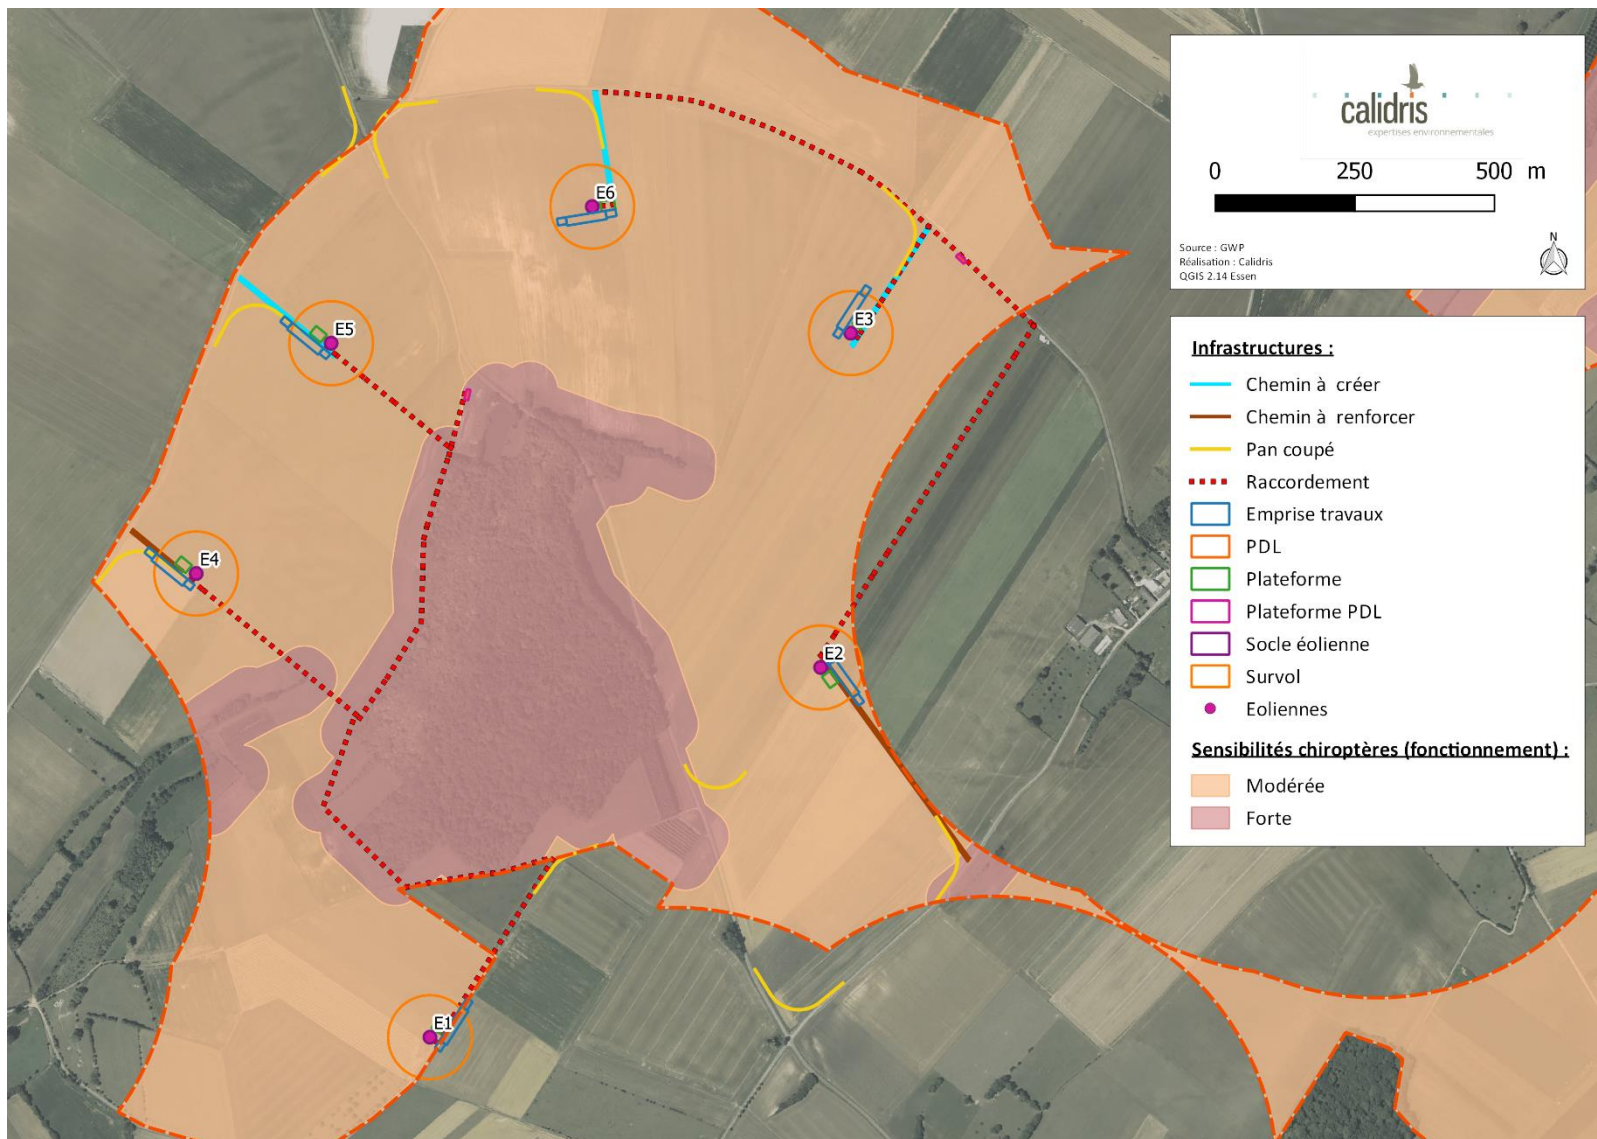 calidris
expertises environnementales
0 250 500 m
Source : GWP
Réalisation : Calidris
QGIS 2.14 Essen
N
Infrastructures :
Chemin à créer
Chemin à renforcer
Pan coupé
Raccordement
Emprise travaux
PDL
Plateforme
Plateforme PDL
Socle éolienne
Survol
Eoliennes
Sensibilités chiroptères (fonctionnement) :
Modérée
Forte
E6
E3
E5
E4
E2
E1